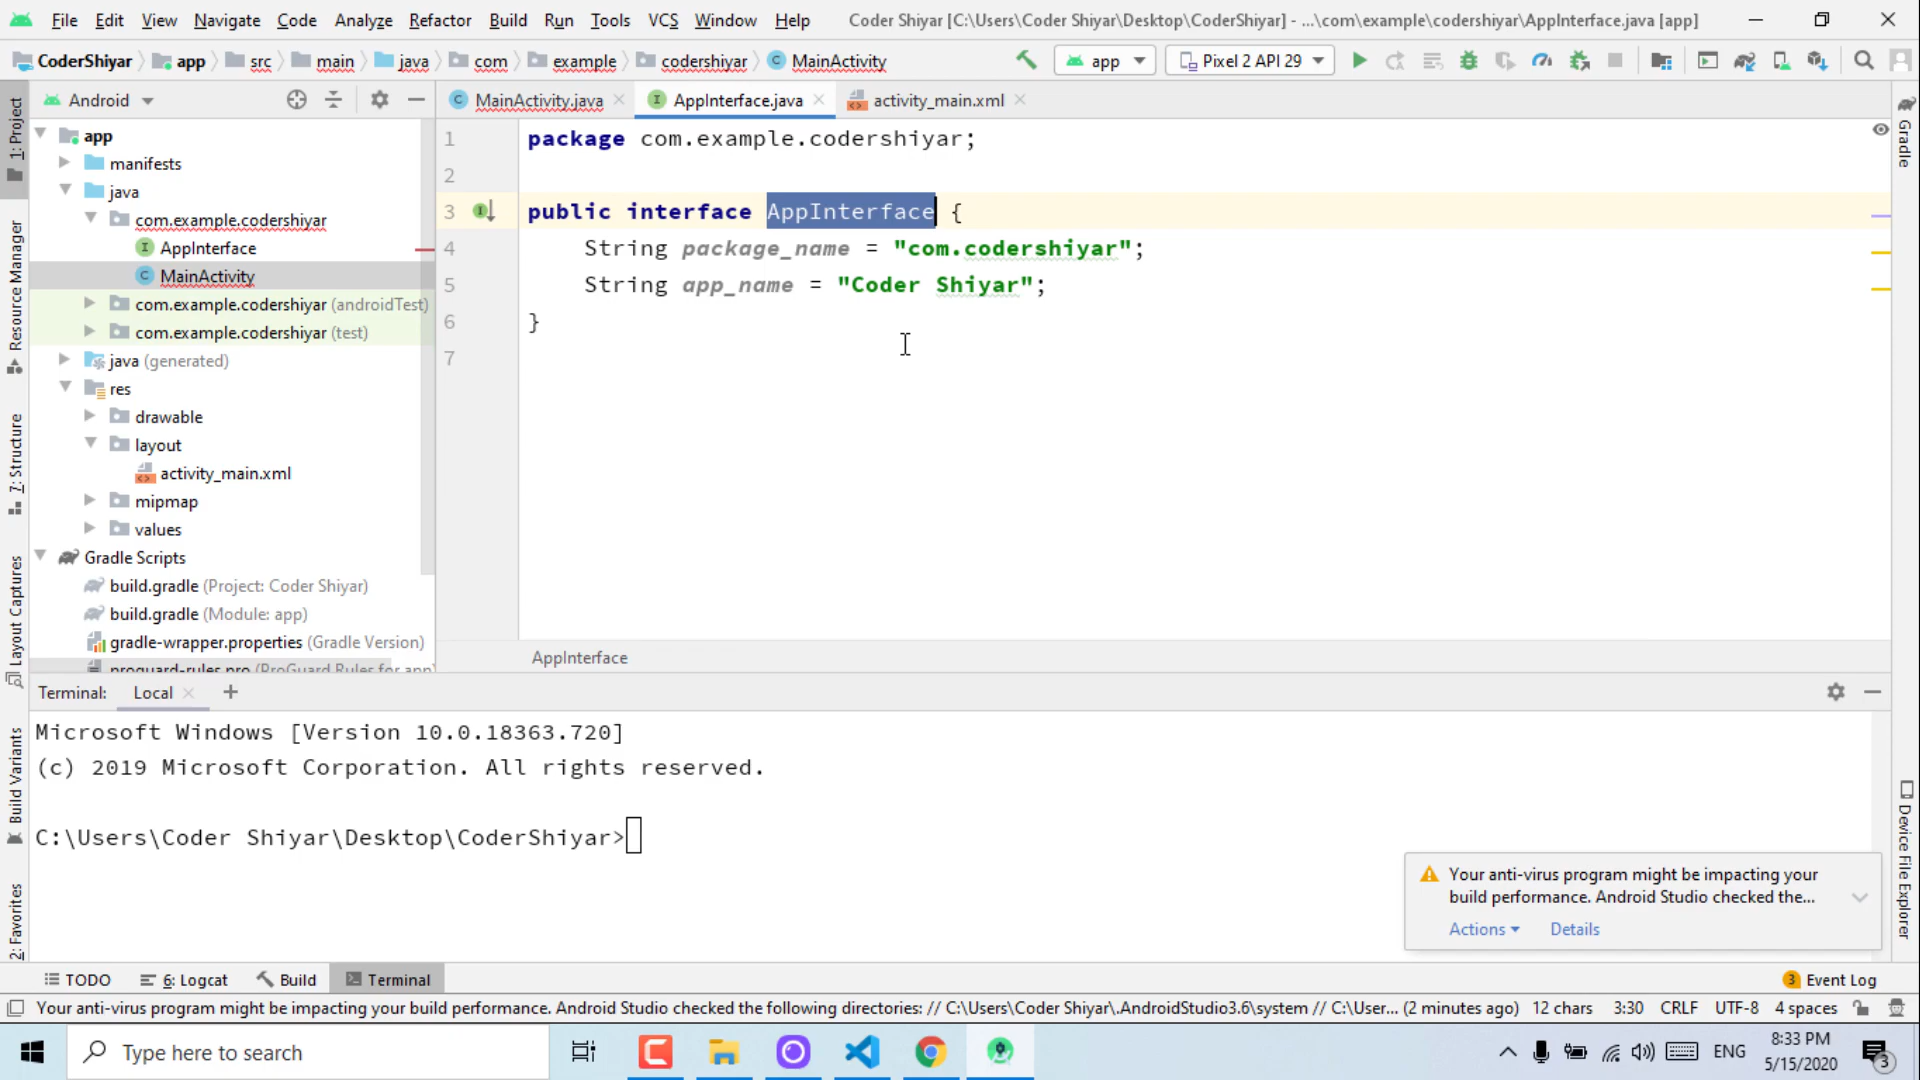 File Edit View Navigate Code Analyze Refactor Build Run Tools VCS Window Help Coder Shiyar [C:\Users\Coder Shiyar\Desktop\CoderShiyar] - ...\com\example\codershiyar\AppInterface.java [app]
CoderShiyar app src main java com example codershiyar MainActivity app Pixel 2 API 29
Android
MainActivity.java AppInterface.java activity_main.xml
1: Project
Resource Manager
7: Structure
Layout Captures
Build Variants
2: Favorites
app
manifests
java
com.example.codershiyar
AppInterface
MainActivity
com.example.codershiyar (androidTest)
com.example.codershiyar (test)
java (generated)
res
drawable
layout
activity_main.xml
mipmap
values
Gradle Scripts
build.gradle (Project: Coder Shiyar)
build.gradle (Module: app)
gradle-wrapper.properties (Gradle Version)
proguard-rules.pro (ProGuard Rules for app)
1 package com.example.codershiyar;
2
3 public interface AppInterface {
4 String package_name = "com.codershiyar";
5 String app_name = "Coder Shiyar";
6 }
7
AppInterface
Gradle
Device File Explorer
Terminal: Local
Microsoft Windows [Version 10.0.18363.720]
(c) 2019 Microsoft Corporation. All rights reserved.
C:\Users\Coder Shiyar\Desktop\CoderShiyar>
Your anti-virus program might be impacting your
build performance. Android Studio checked the...
Actions Details
TODO 6: Logcat Build Terminal 3 Event Log
Your anti-virus program might be impacting your build performance. Android Studio checked the following directories: // C:\Users\Coder Shiyar\.AndroidStudio3.6\system // C:\User... (2 minutes ago) 12 chars 3:30 CRLF UTF-8 4 spaces
Type here to search
ENG
8:33 PM
5/15/2020
3